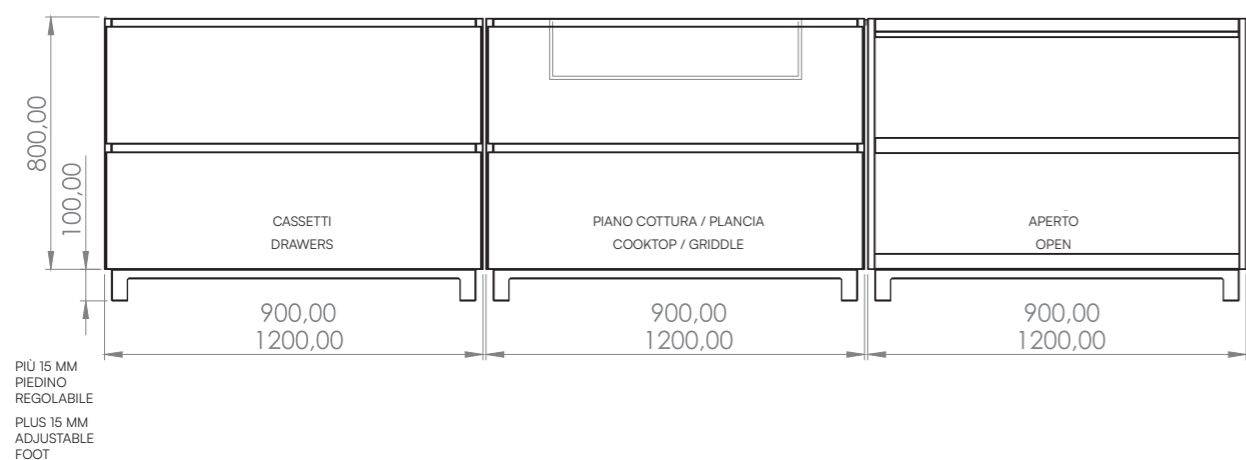 800,00
100,00
CASSETTI
DRAWERS
PIANO COTTURA / PLANCIA
COOKTOP / GRIDDLE
APERTO
OPEN
900,00
1200,00
900,00
1200,00
900,00
1200,00
PIÙ 15 MM
PIEDINO
REGOLABILE
PLUS 15 MM
ADJUSTABLE
FOOT